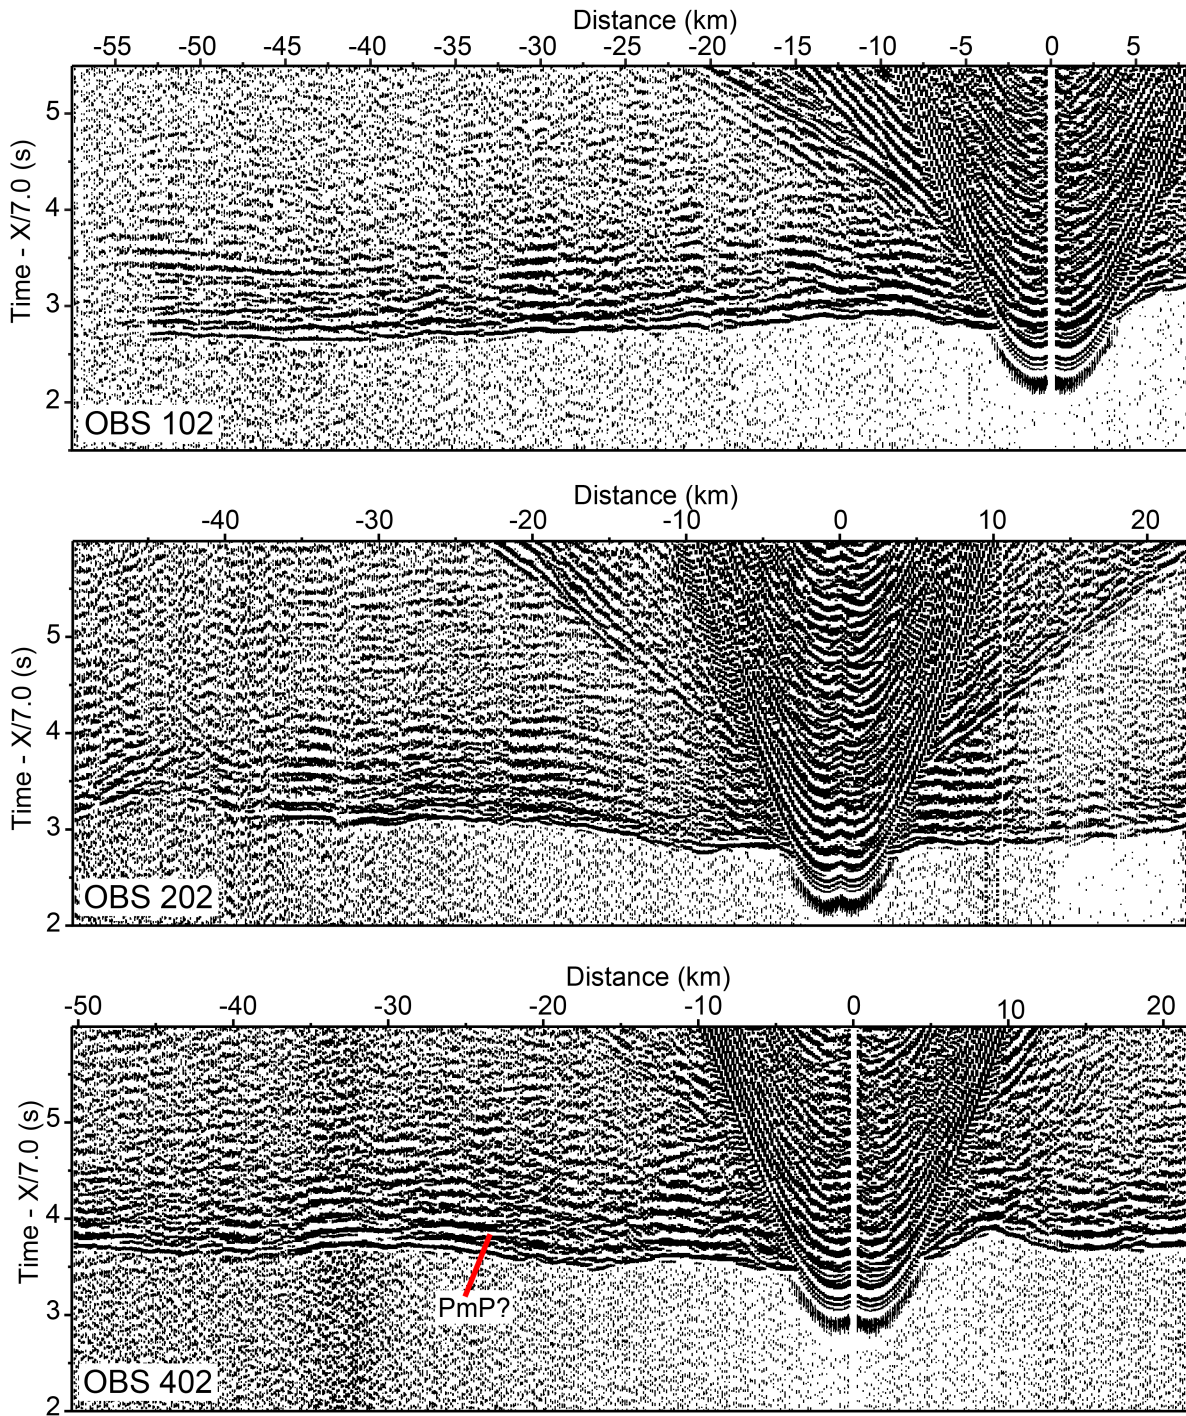 Distance (km)
-55 -50 -45 -40 -35 -30 -25 -20 -15 -10 -5 0 5
Time - X/7.0 (s)
5
4
3
2
OBS 102
Distance (km)
-40 -30 -20 -10 0 10 20
Time - X/7.0 (s)
5
4
3
2
OBS 202
Distance (km)
-50 -40 -30 -20 -10 0 10 20
Time - X/7.0 (s)
5
4
3
2
PmP?
OBS 402